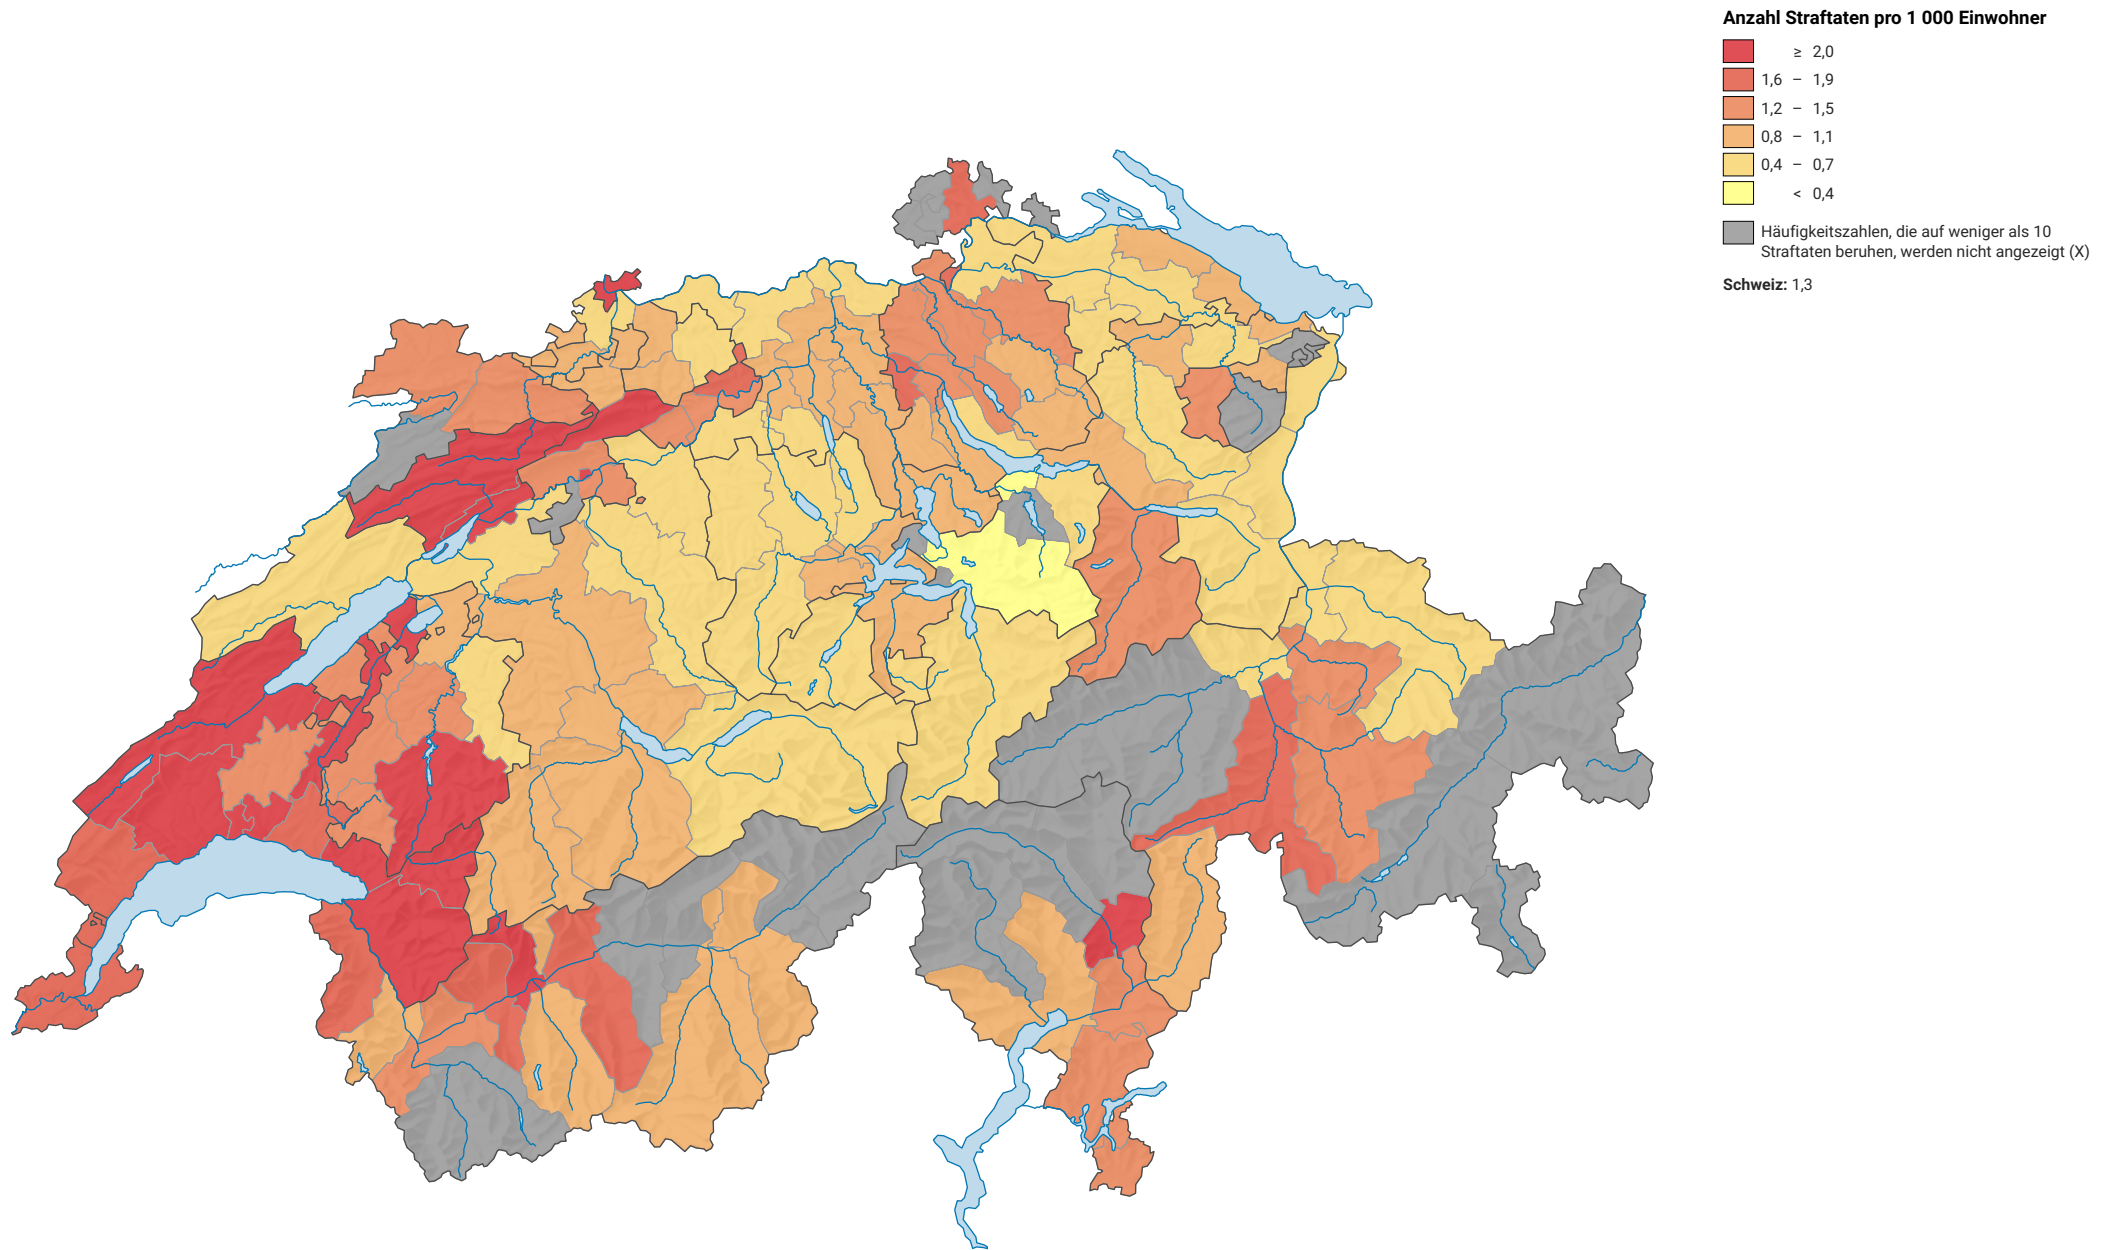 Anzahl Straftaten pro 1 000 Einwohner
≥ 2,0
1,6 – 1,9
1,2 – 1,5
0,8 – 1,1
0,4 – 0,7
< 0,4
Häufigkeitszahlen, die auf weniger als 10
Straftaten beruhen, werden nicht angezeigt (X)
Schweiz: 1,3